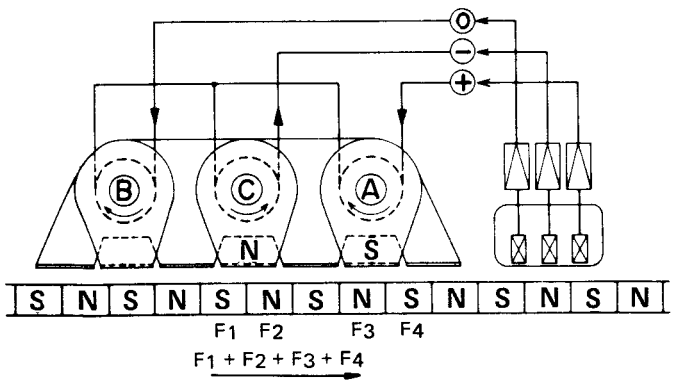 O
−
+
B C A
N S
S N S N S N S N S N S N S N
F1 F2 F3 F4
F1 + F2 + F3 + F4